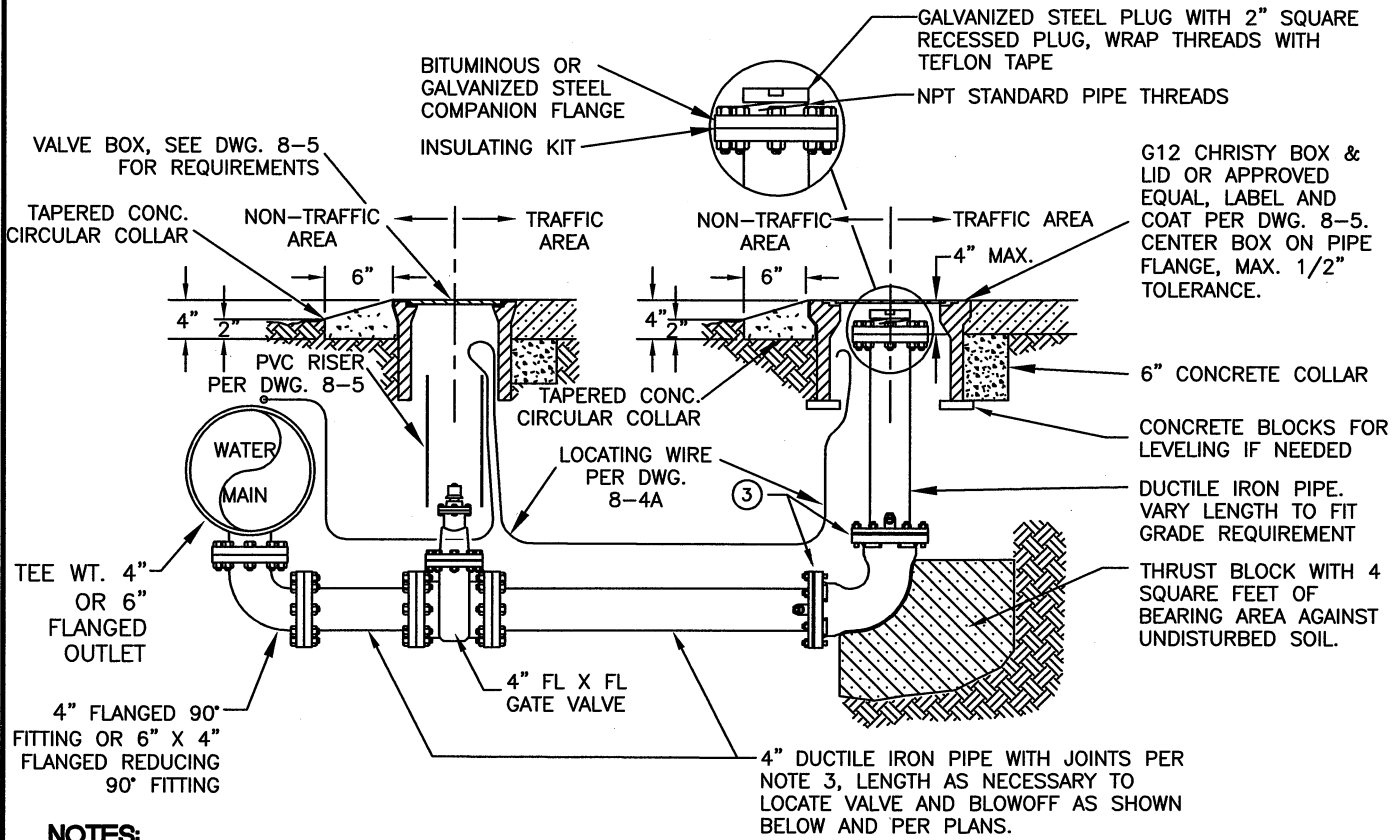 GALVANIZED STEEL PLUG WITH 2" SQUARE
RECESSED PLUG, WRAP THREADS WITH
TEFLON TAPE
BITUMINOUS OR
GALVANIZED STEEL
COMPANION FLANGE
NPT STANDARD PIPE THREADS
INSULATING KIT
VALVE BOX, SEE DWG. 8-5
FOR REQUIREMENTS
G12 CHRISTY BOX &
LID OR APPROVED
EQUAL, LABEL AND
COAT PER DWG. 8-5.
CENTER BOX ON PIPE
FLANGE, MAX. 1/2"
TOLERANCE.
TAPERED CONC.
CIRCULAR COLLAR
NON-TRAFFIC
AREA
TRAFFIC
AREA
NON-TRAFFIC
AREA
TRAFFIC AREA
4" MAX.
6"
6"
4"
2"
4"
2"
PVC RISER
PER DWG. 8-5
TAPERED CONC.
CIRCULAR COLLAR
6" CONCRETE COLLAR
CONCRETE BLOCKS FOR
LEVELING IF NEEDED
WATER
MAIN
LOCATING WIRE
PER DWG.
8-4A
3
DUCTILE IRON PIPE.
VARY LENGTH TO FIT
GRADE REQUIREMENT
TEE WT. 4"
OR 6"
FLANGED
OUTLET
THRUST BLOCK WITH 4
SQUARE FEET OF
BEARING AREA AGAINST
UNDISTURBED SOIL.
4" FL X FL
GATE VALVE
4" FLANGED 90°
FITTING OR 6" X 4"
FLANGED REDUCING
90° FITTING
4" DUCTILE IRON PIPE WITH JOINTS PER
NOTE 3, LENGTH AS NECESSARY TO
LOCATE VALVE AND BLOWOFF AS SHOWN
BELOW AND PER PLANS.
NOTES: